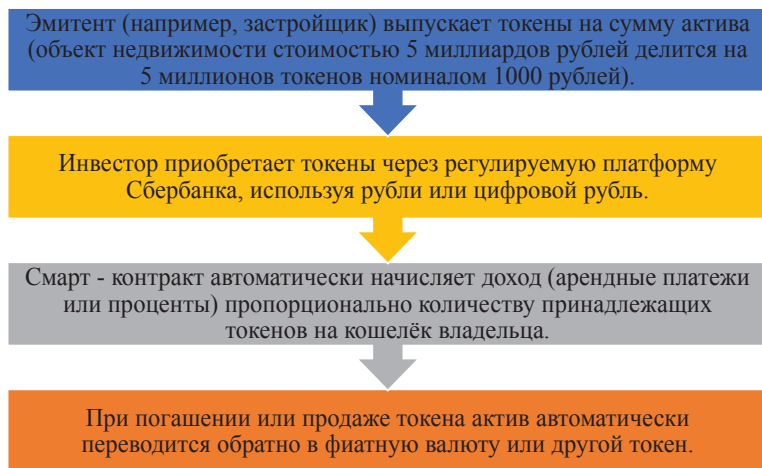 Эмитент (например, застройщик) выпускает токены на сумму актива
(объект недвижимости стоимостью 5 миллиардов рублей делится на
5 миллионов токенов номиналом 1000 рублей).
Инвестор приобретает токены через регулируемую платформу
Сбербанка, используя рубли или цифровой рубль.
Смарт - контракт автоматически начисляет доход (арендные платежи
или проценты) пропорционально количеству принадлежащих
токенов на кошелёк владельца.
При погашении или продаже токена актив автоматически
переводится обратно в фиатную валюту или другой токен.